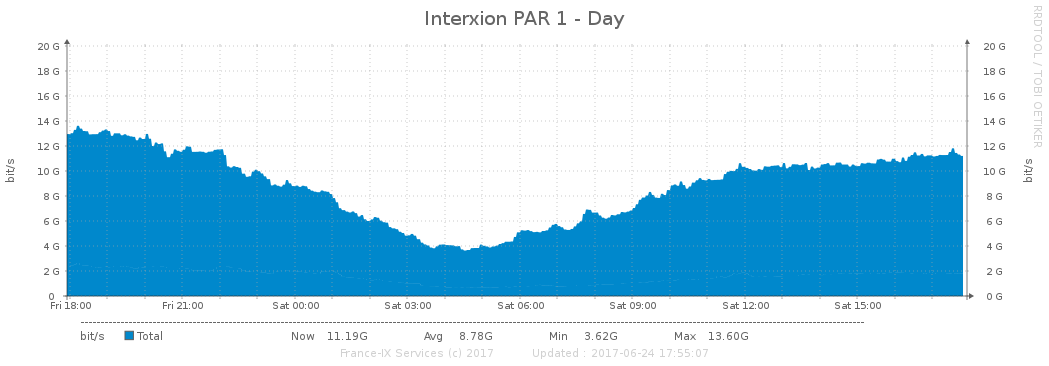 Interxion PAR 1 - Day
RRDTOOL / TOBI OETIKER
20 G 20 G
18 G 18 G
16 G 16 G
14 G 14 G
12 G 12 G
10 G 10 G
8 G 8 G
6 G 6 G
4 G 4 G
2 G 2 G
0 0 G
bit/s bit/s
Fri 18:00 Fri 21:00 Sat 00:00 Sat 03:00 Sat 06:00 Sat 09:00 Sat 12:00 Sat 15:00
bit/s Total Now 11.19G Avg 8.78G Min 3.62G Max 13.60G
France-IX Services (c) 2017 Updated : 2017-06-24 17:55:07